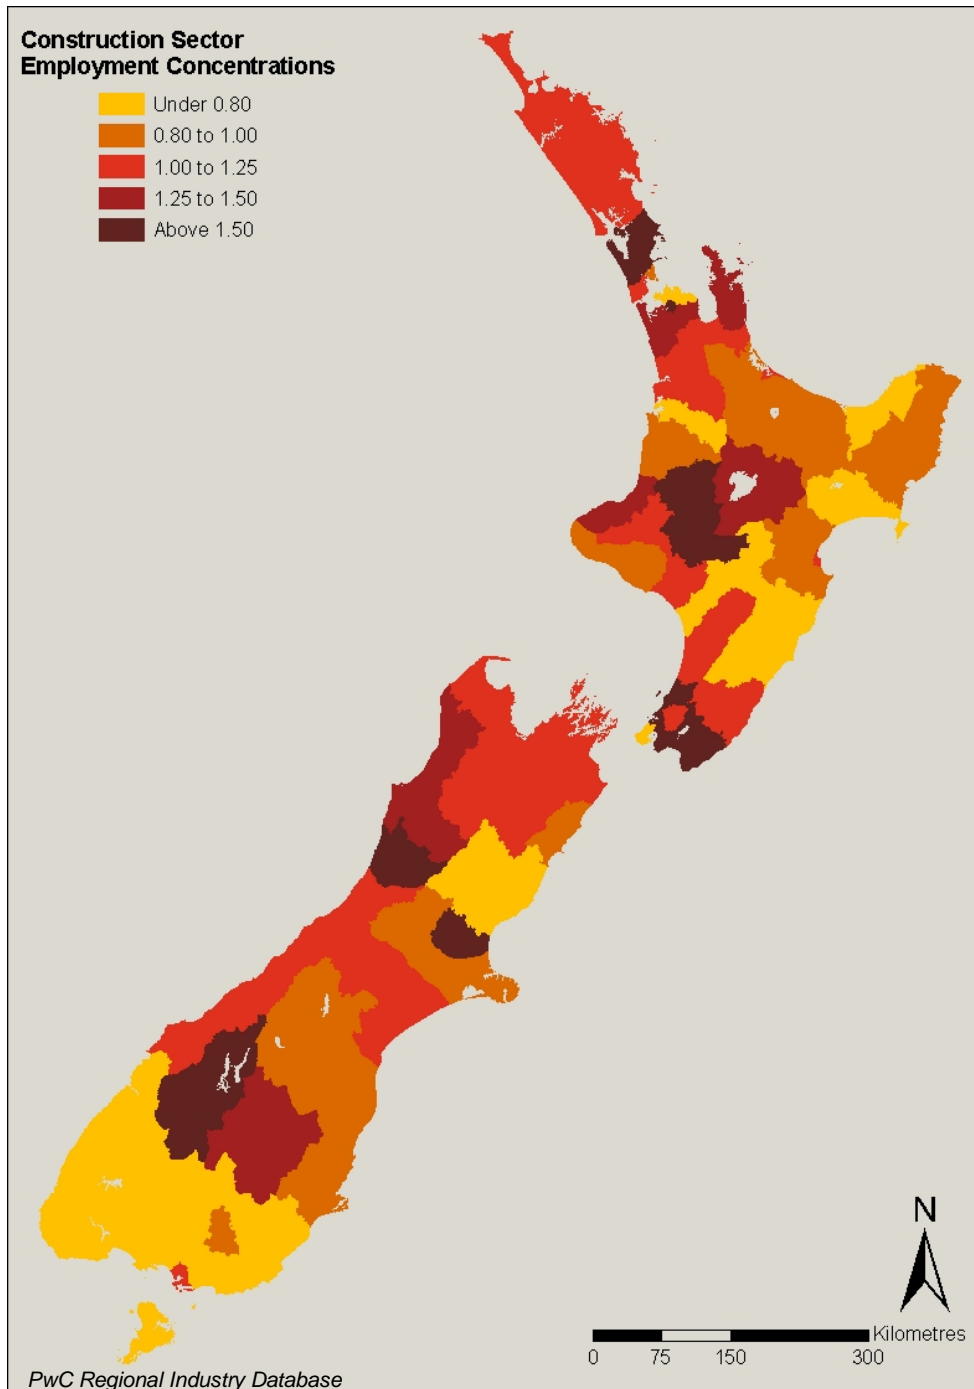 Construction Sector
Employment Concentrations
Under 0.80
0.80 to 1.00
1.00 to 1.25
1.25 to 1.50
Above 1.50
N
Kilometres
0 75 150 300
PwC Regional Industry Database